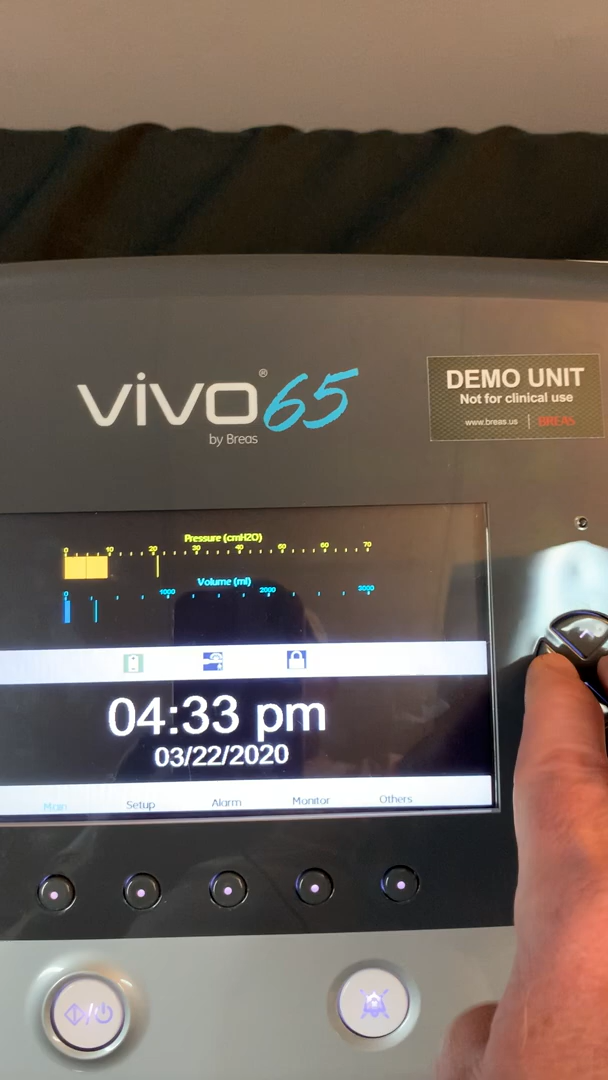 vivo® 65
by Breas
DEMO UNIT
Not for clinical use
www.breas.us | BREAS
Pressure (cmH2O)
0 10 20 30 40 50 60 70
Volume (ml)
0 1000 2000 3000
04:33 pm
03/22/2020
Main Setup Alarm Monitor Others